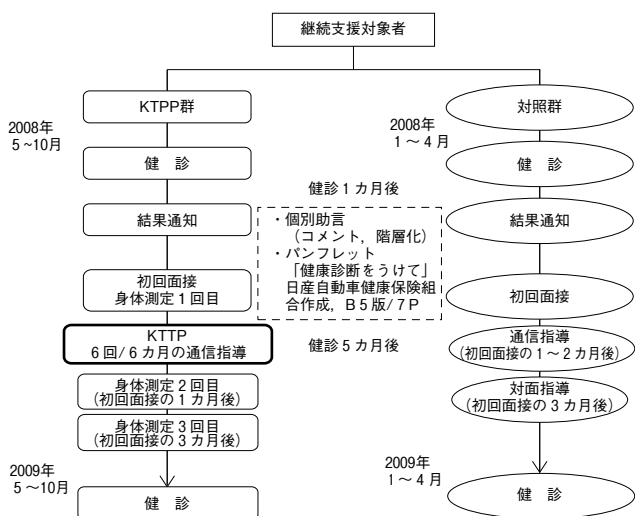 継続支援対象者
KTPP群
対照群
2008年
5~10月
2008年
1～4月
健 診
健 診
健診1カ月後
結果通知
・個別助言
（コメント，階層化）
・パンフレット
「健康診断をうけて」
日産自動車健康保険組
合作成，B5版/7P
結果通知
初回面接
身体測定1回目
初回面接
KTTP
6回/6カ月の通信指導
健診5カ月後
通信指導
（初回面接の1～2カ月後）
身体測定2回目
（初回面接の1カ月後）
対面指導
（初回面接の3カ月後）
身体測定3回目
（初回面接の3カ月後）
2009年
5～10月
2009年
1～4月
健 診
健 診